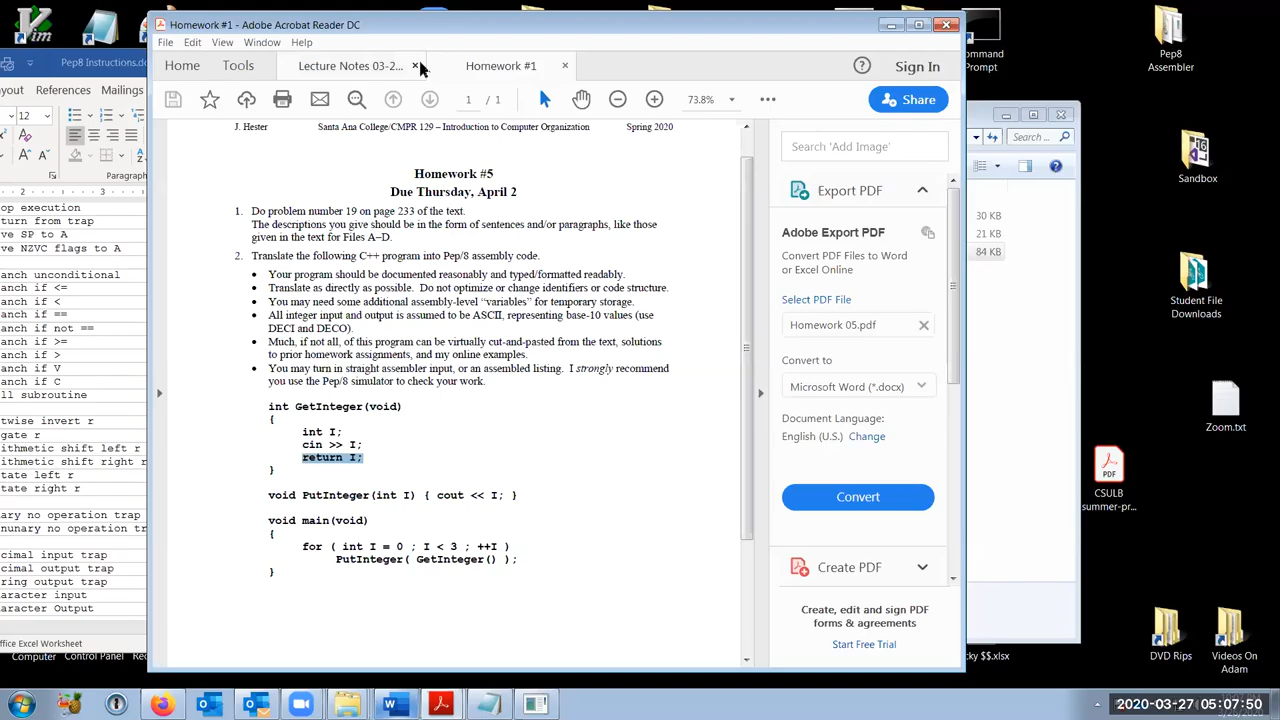 Homework #1 - Adobe Acrobat Reader DC
File Edit View Window Help
Home Tools Lecture Notes 03-2... × Homework #1 × Sign In
1 / 1 73.8% Share
Pep8 Instructions
References Mailings
12
Paragraph
2 3
op execution
turn from trap
ve SP to A
ve NZVC flags to A
anch unconditional
anch if <=
anch if <
anch if ==
anch if not ==
anch if >=
anch if >
anch if V
anch if C
ll subroutine
twise invert r
gate r
ithmetic shift left r
ithmetic shift right r
tate left r
tate right r
ary no operation trap
nunary no operation tr
cimal input trap
cimal output trap
ring output trap
aracter input
aracter Output
ffice Excel Worksheet
Computer Control Panel Rec
J. Hester Santa Ana College/CMPR 129 – Introduction to Computer Organization Spring 2020
Homework #5
Due Thursday, April 2
1. Do problem number 19 on page 233 of the text.
The descriptions you give should be in the form of sentences and/or paragraphs, like those
given in the text for Files A–D.
2. Translate the following C++ program into Pep/8 assembly code.
• Your program should be documented reasonably and typed/formatted readably.
• Translate as directly as possible. Do not optimize or change identifiers or code structure.
• You may need some additional assembly-level “variables” for temporary storage.
• All integer input and output is assumed to be ASCII, representing base-10 values (use
DECI and DECO).
• Much, if not all, of this program can be virtually cut-and-pasted from the text, solutions
to prior homework assignments, and my online examples.
• You may turn in straight assembler input, or an assembled listing. I strongly recommend
you use the Pep/8 simulator to check your work.
int GetInteger(void)
{
int I;
cin >> I;
return I;
}
void PutInteger(int I) { cout << I; }
void main(void)
{
for ( int I = 0 ; I < 3 ; ++I )
PutInteger( GetInteger() );
}
Search 'Add Image'
Export PDF
Adobe Export PDF
Convert PDF Files to Word
or Excel Online
Select PDF File
Homework 05.pdf
Convert to
Microsoft Word (*.docx)
Document Language:
English (U.S.) Change
Convert
Create PDF
Create, edit and sign PDF
forms & agreements
Start Free Trial
Search ...
30 KB
21 KB
84 KB
cky $$.xlsx
ommand
Prompt
Pep8
Assembler
Sandbox
Student File
Downloads
Zoom.txt
PDF
CSULB
summer-pr...
DVD Rips
Videos On
Adam
2020-03-27 05:07:50